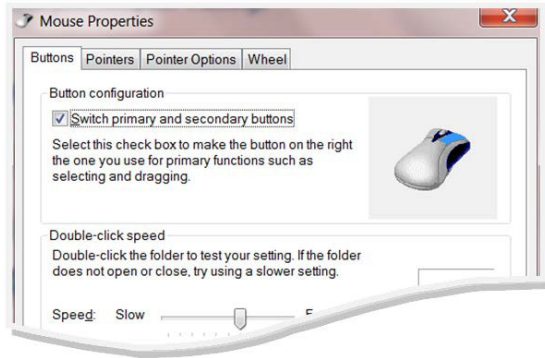 Mouse Properties
Buttons Pointers Pointer Options Wheel
Button configuration
Switch primary and secondary buttons
Select this check box to make the button on the right
the one you use for primary functions such as
selecting and dragging.
Double-click speed
Double-click the folder to test your setting. If the folder
does not open or close, try using a slower setting.
Speed: Slow